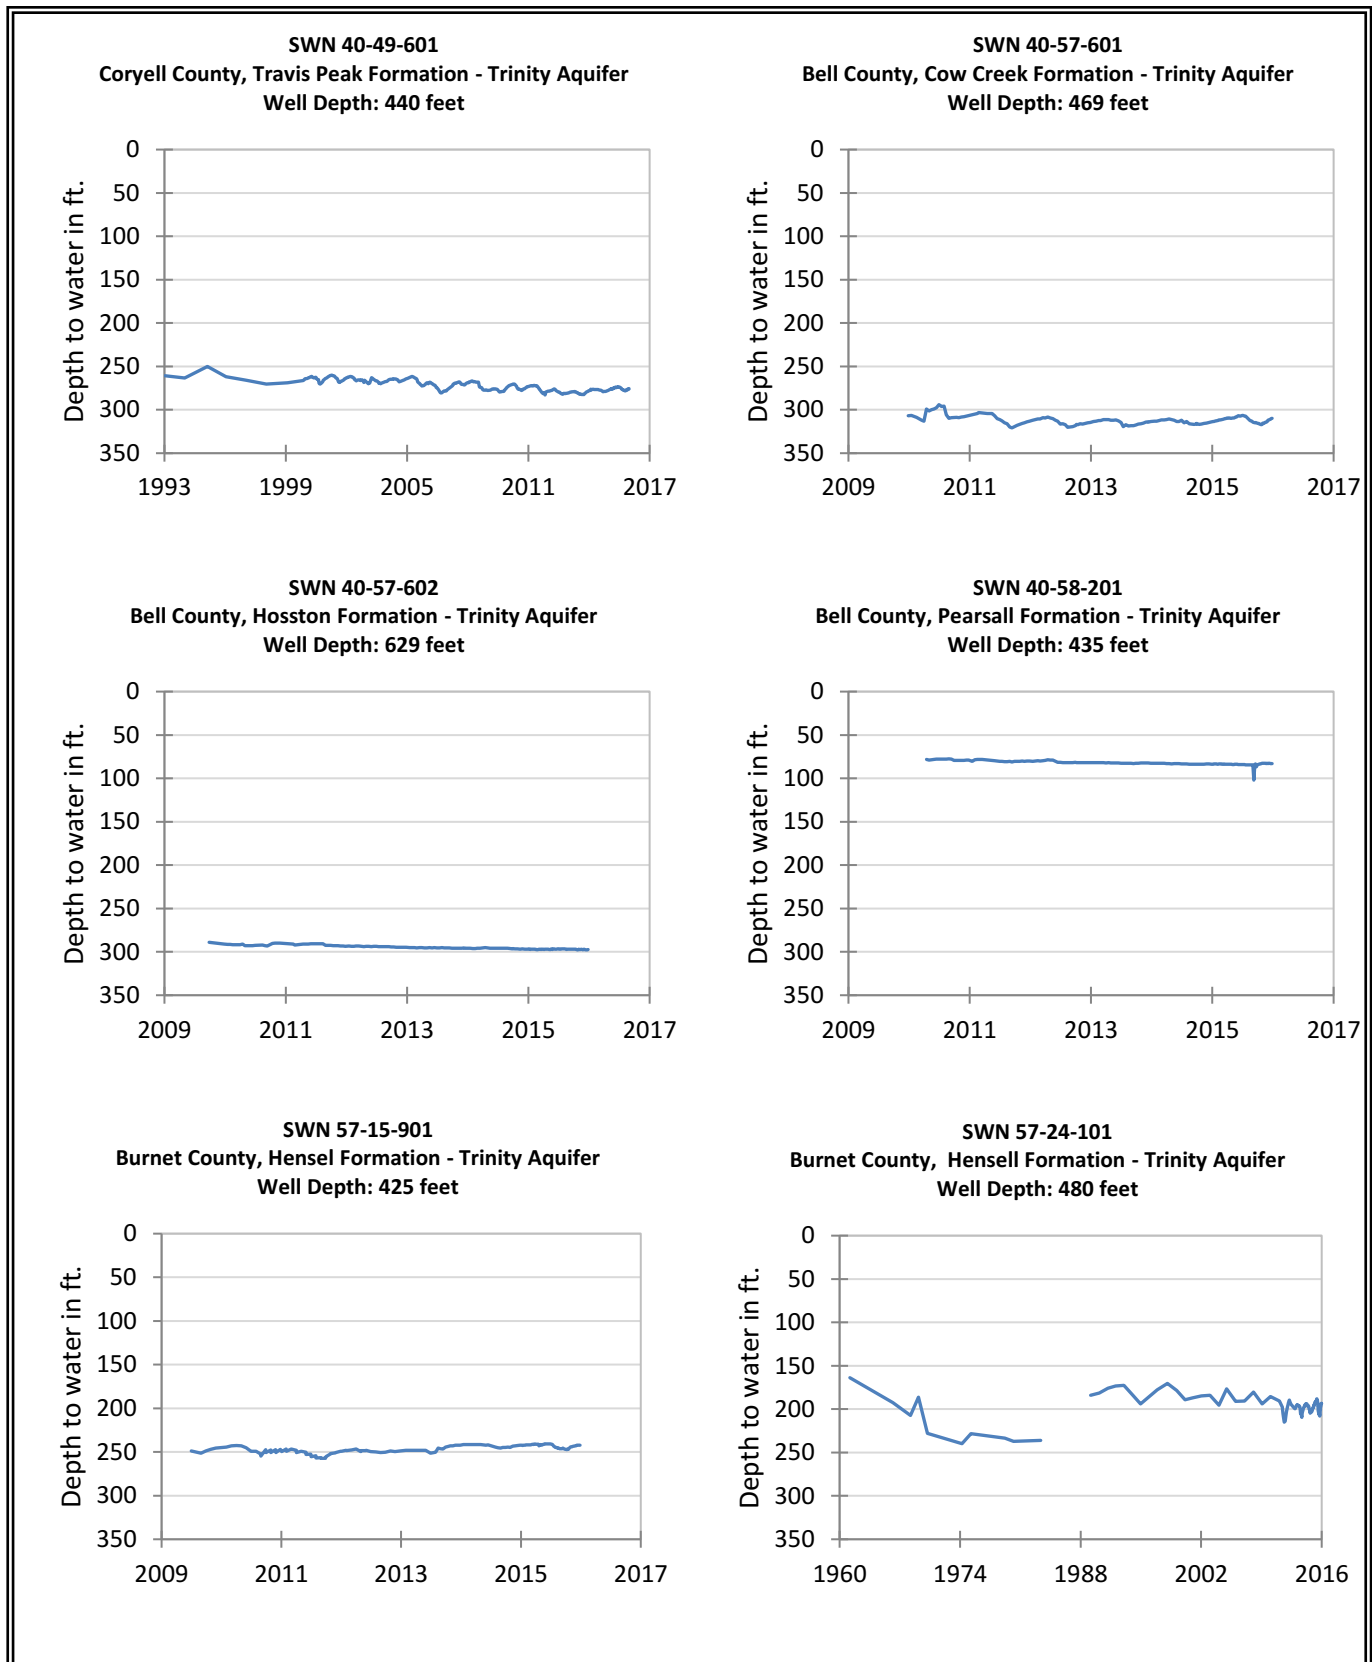 SWN 40-49-601
Coryell County, Travis Peak Formation - Trinity Aquifer
Well Depth: 440 feet
Depth to water in ft.
0
50
100
150
200
250
300
350
1993 1999 2005 2011 2017
SWN 40-57-601
Bell County, Cow Creek Formation - Trinity Aquifer
Well Depth: 469 feet
Depth to water in ft.
0
50
100
150
200
250
300
350
2009 2011 2013 2015 2017
SWN 40-57-602
Bell County, Hosston Formation - Trinity Aquifer
Well Depth: 629 feet
Depth to water in ft.
0
50
100
150
200
250
300
350
2009 2011 2013 2015 2017
SWN 40-58-201
Bell County, Pearsall Formation - Trinity Aquifer
Well Depth: 435 feet
Depth to water in ft.
0
50
100
150
200
250
300
350
2009 2011 2013 2015 2017
SWN 57-15-901
Burnet County, Hensel Formation - Trinity Aquifer
Well Depth: 425 feet
Depth to water in ft.
0
50
100
150
200
250
300
350
2009 2011 2013 2015 2017
SWN 57-24-101
Burnet County,  Hensell Formation - Trinity Aquifer
Well Depth: 480 feet
Depth to water in ft.
0
50
100
150
200
250
300
350
1960 1974 1988 2002 2016